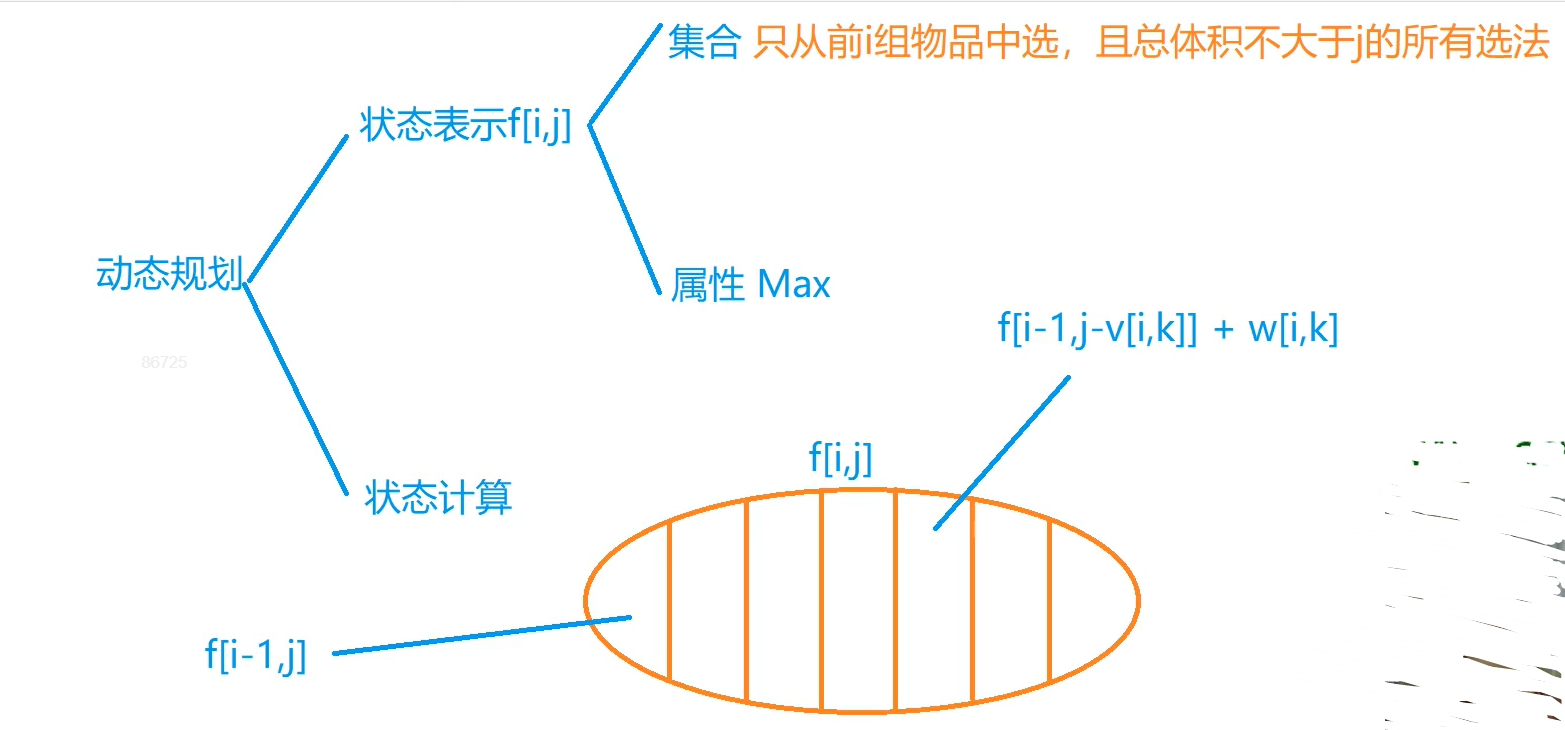 集合 只从前i组物品中选，且总体积不大于j的所有选法
状态表示f[i,j]
动态规划
属性 Max
f[i-1,j-v[i,k]] + w[i,k]
86725
f[i,j]
状态计算
f[i-1,j]